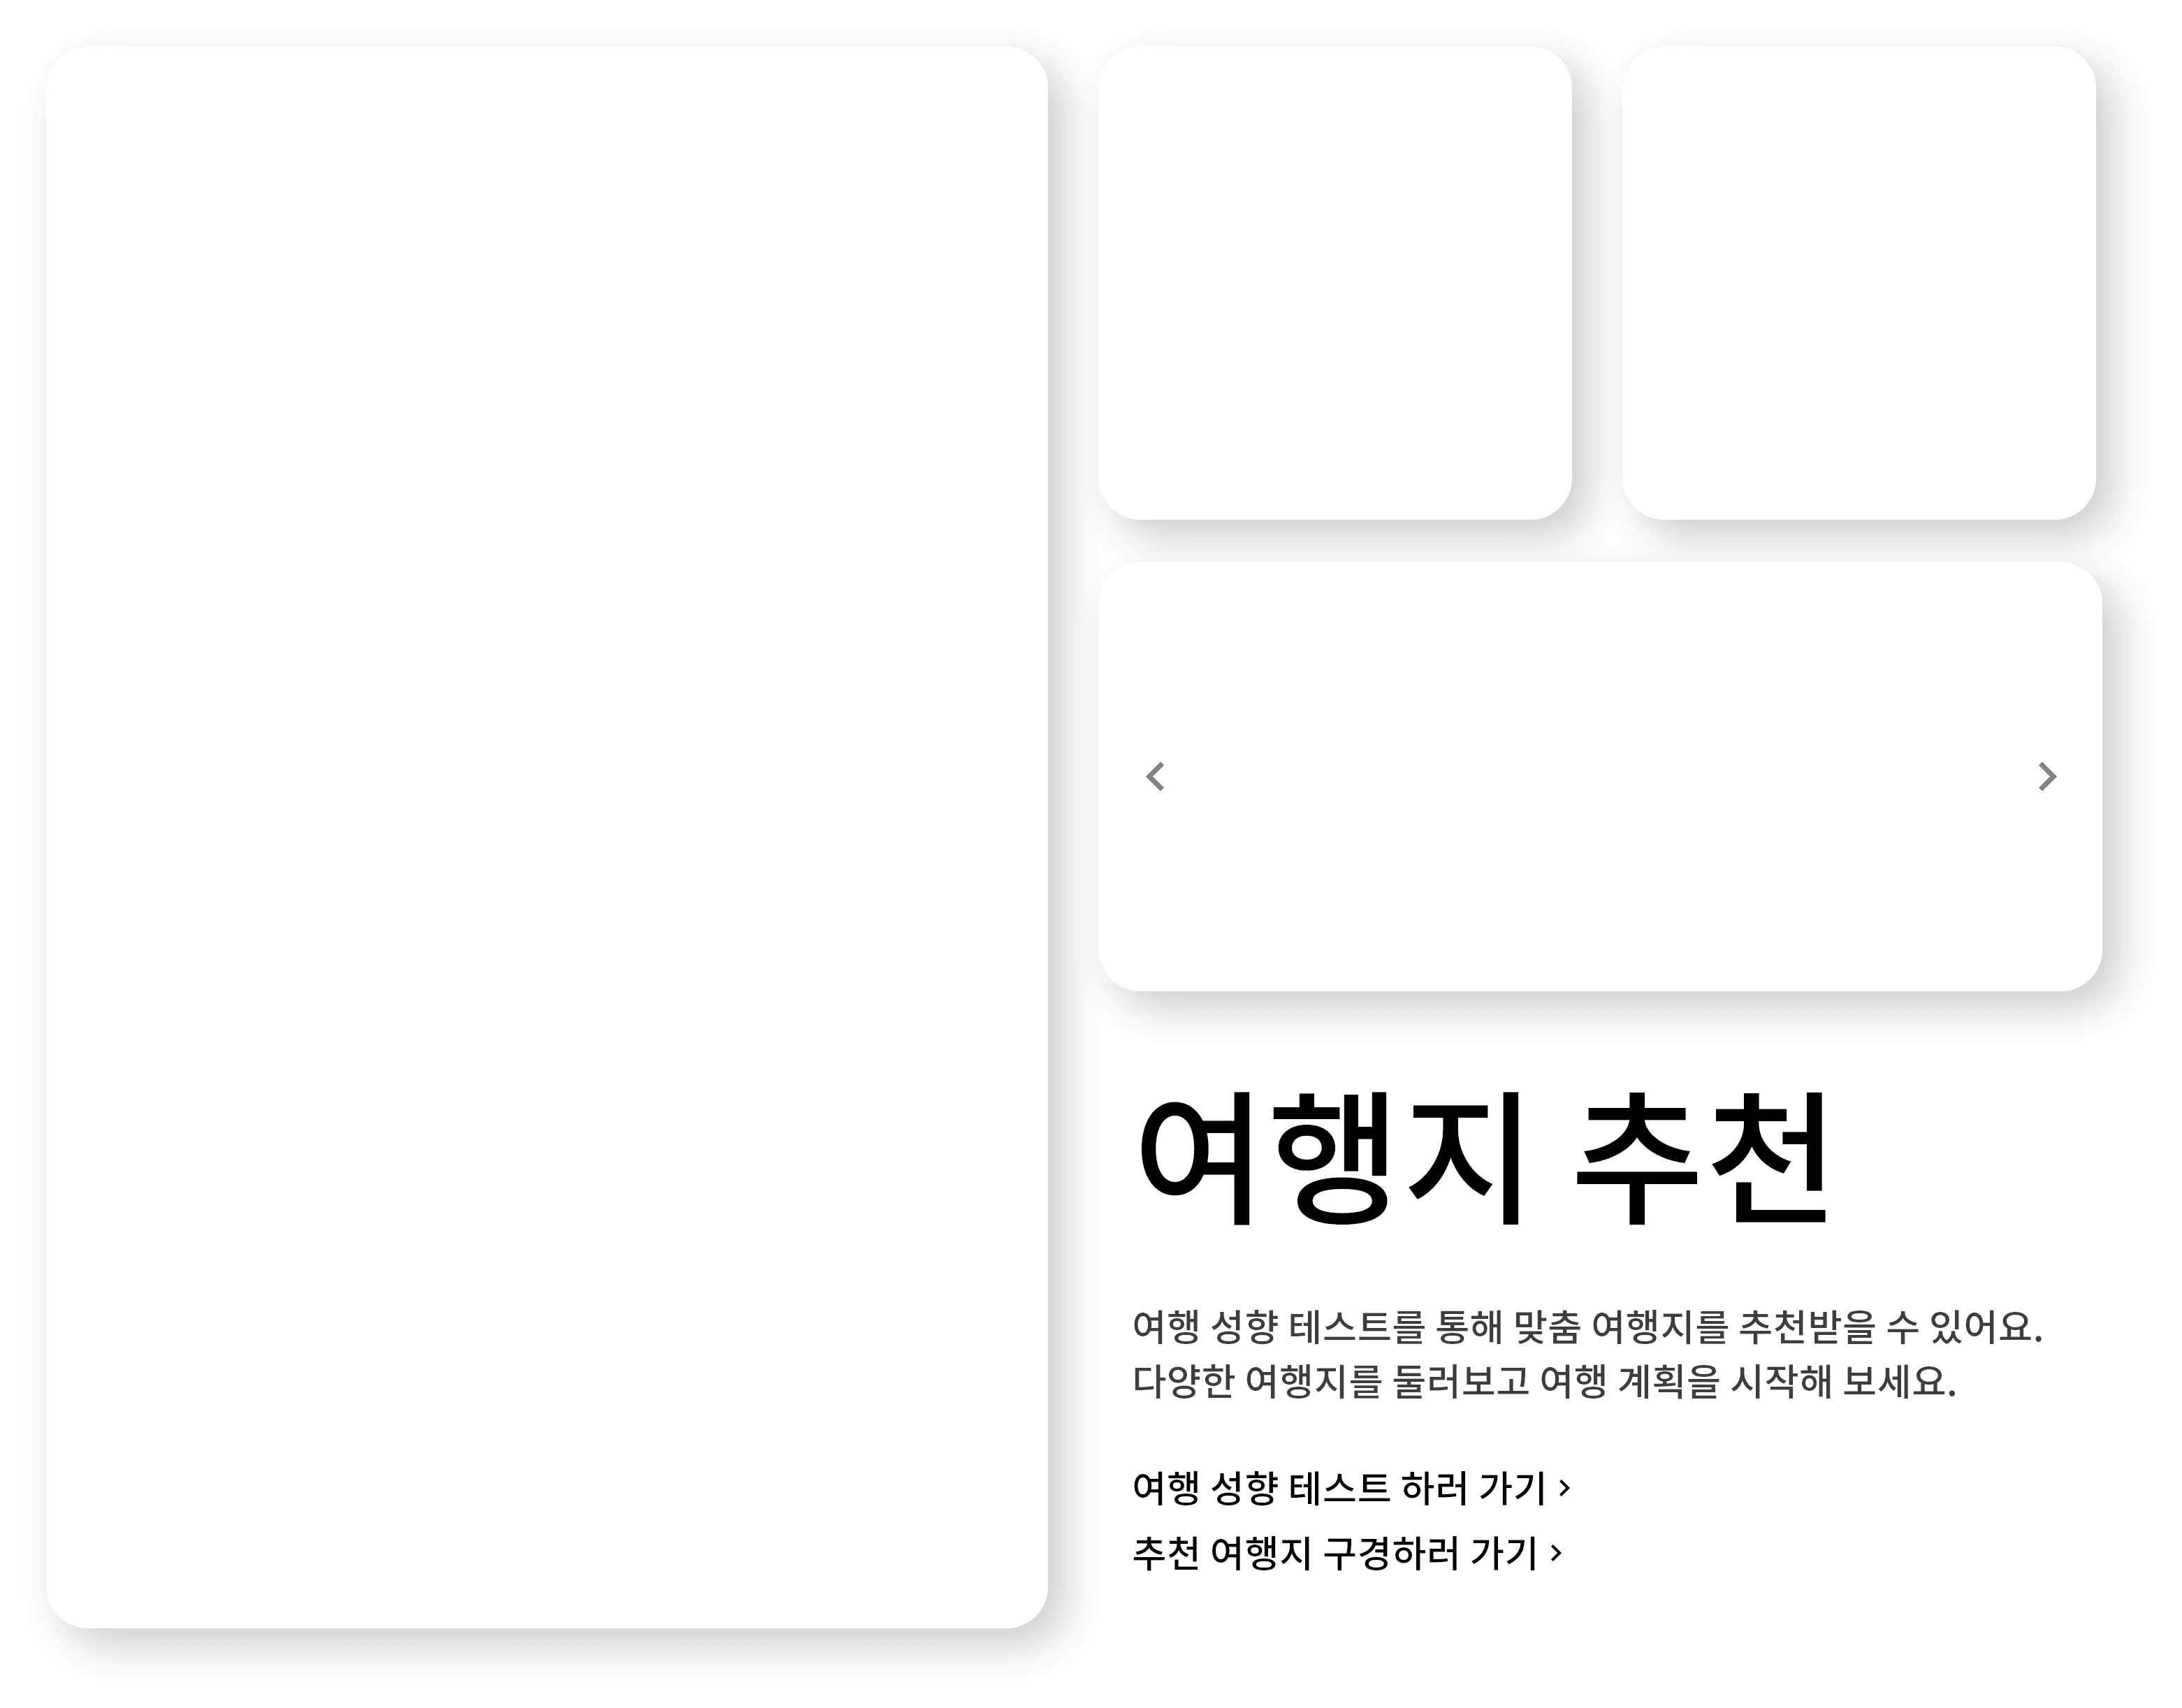 여행지 추천
여행 성향 테스트를 통해 맞춤 여행지를 추천받을 수 있어요.
다양한 여행지를 둘러보고 여행 계획을 시작해 보세요.
여행 성향 테스트 하러 가기 >
추천 여행지 구경하러 가기 >